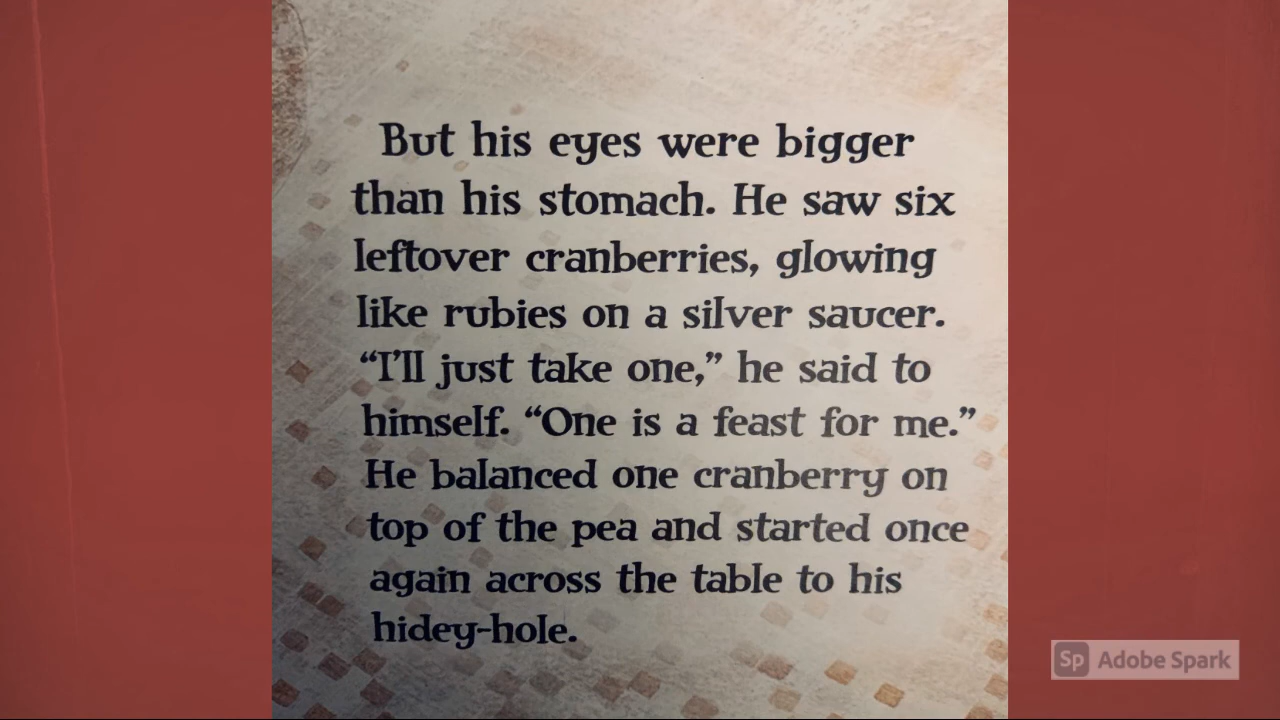 But his eyes were bigger
than his stomach. He saw six
leftover cranberries, glowing
like rubies on a silver saucer.
“I’ll just take one,” he said to
himself. “One is a feast for me.”
He balanced one cranberry on
top of the pea and started once
again across the table to his
hidey-hole.
Sp Adobe Spark